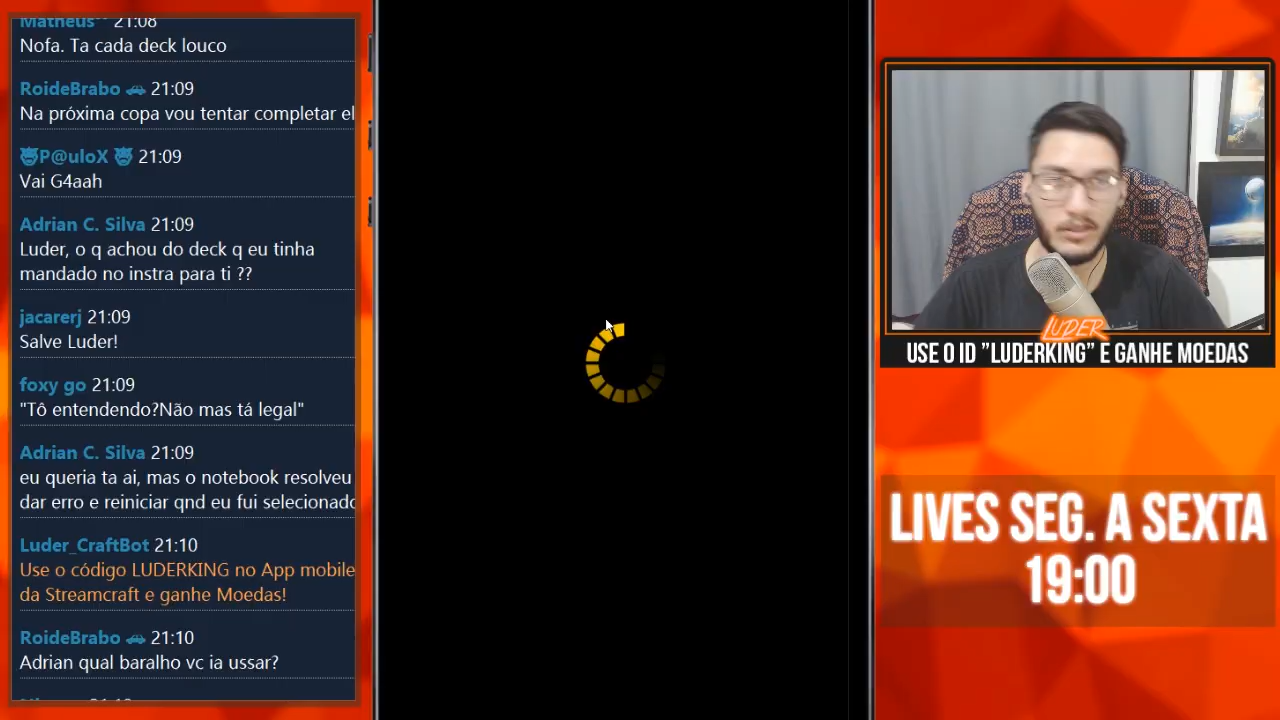 Matheus** 21:08
Nofa. Ta cada deck louco
RoideBrabo 21:09
Na próxima copa vou tentar completar el
P@uloX 21:09
Vai G4aah
Adrian C. Silva 21:09
Luder, o q achou do deck q eu tinha
mandado no instra para ti ??
jacarerj 21:09
Salve Luder!
foxy go 21:09
"Tô entendendo?Não mas tá legal"
Adrian C. Silva 21:09
eu queria ta ai, mas o notebook resolveu
dar erro e reiniciar qnd eu fui selecionado
Luder_CraftBot 21:10
Use o código LUDERKING no App mobile
da Streamcraft e ganhe Moedas!
RoideBrabo 21:10
Adrian qual baralho vc ia ussar?
LUDER
USE O ID "LUDERKING" E GANHE MOEDAS
LIVES SEG. A SEXTA
19:00